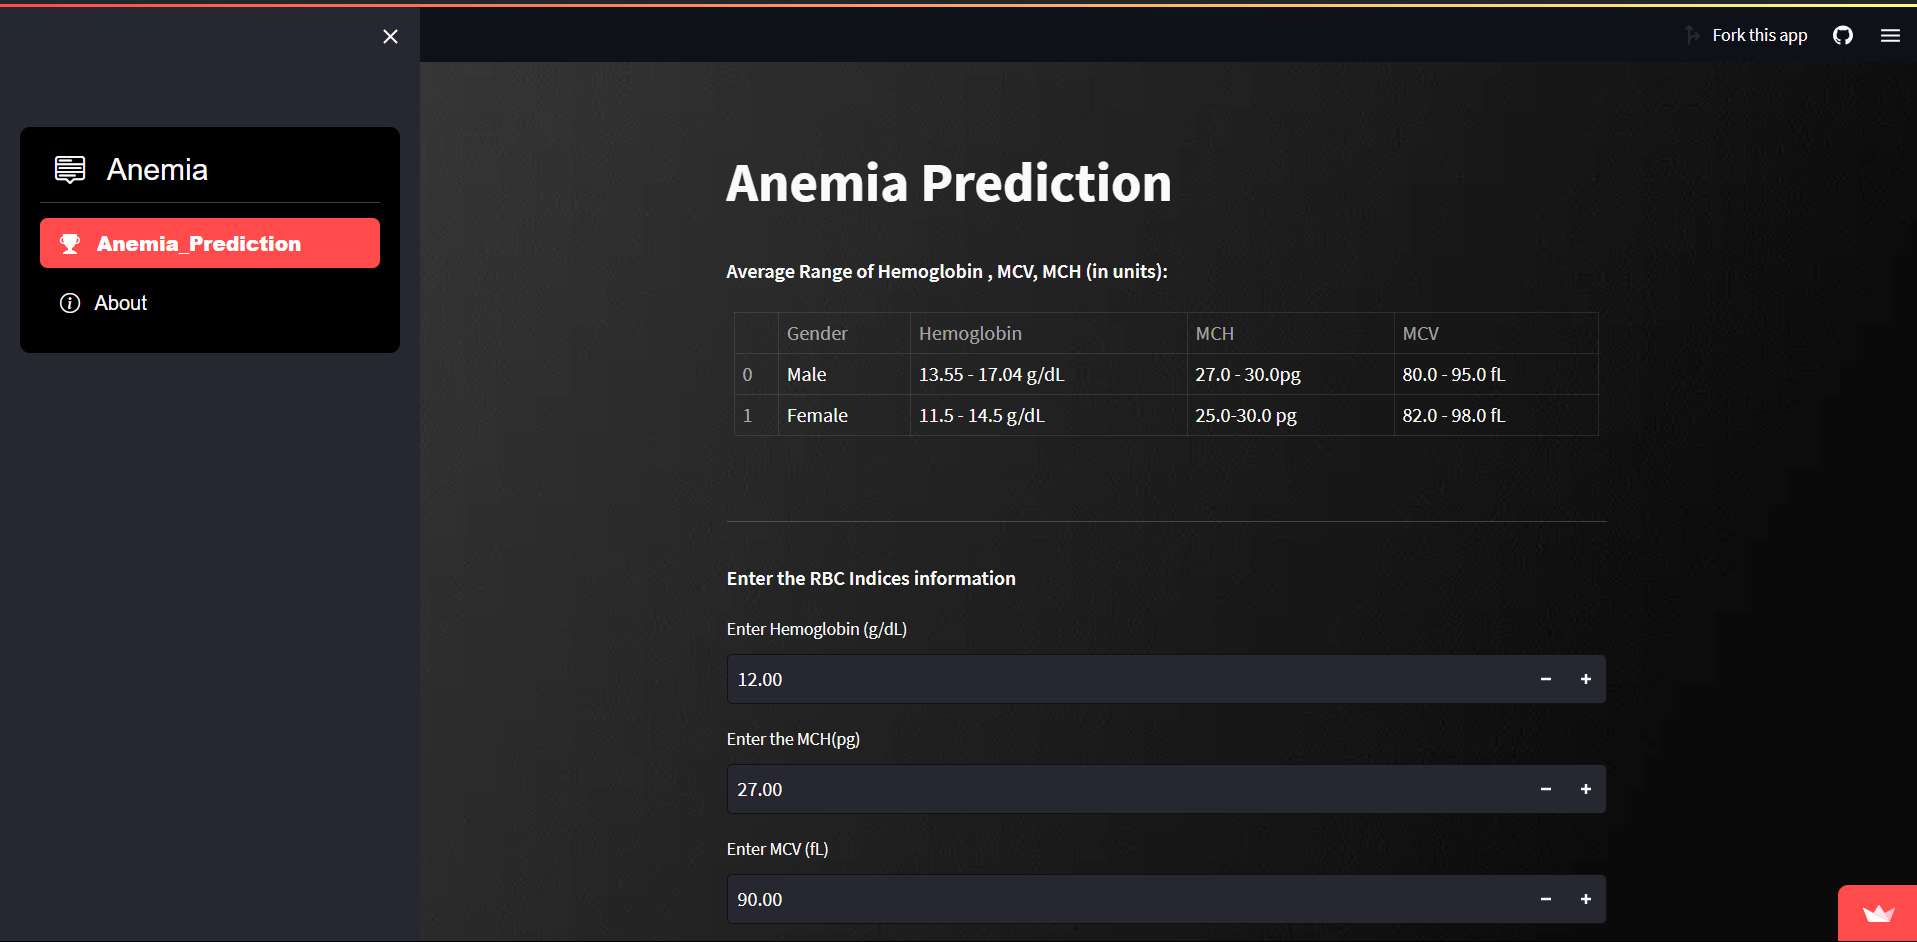 Fork this app
Anemia
Anemia_Prediction
About
Anemia Prediction
Average Range of Hemoglobin , MCV, MCH (in units):
Gender Hemoglobin MCH MCV
0 Male 13.55 - 17.04 g/dL 27.0 - 30.0pg 80.0 - 95.0 fL
1 Female 11.5 - 14.5 g/dL 25.0-30.0 pg 82.0 - 98.0 fL
Enter the RBC Indices information
Enter Hemoglobin (g/dL)
12.00
Enter the MCH(pg)
27.00
Enter MCV (fL)
90.00